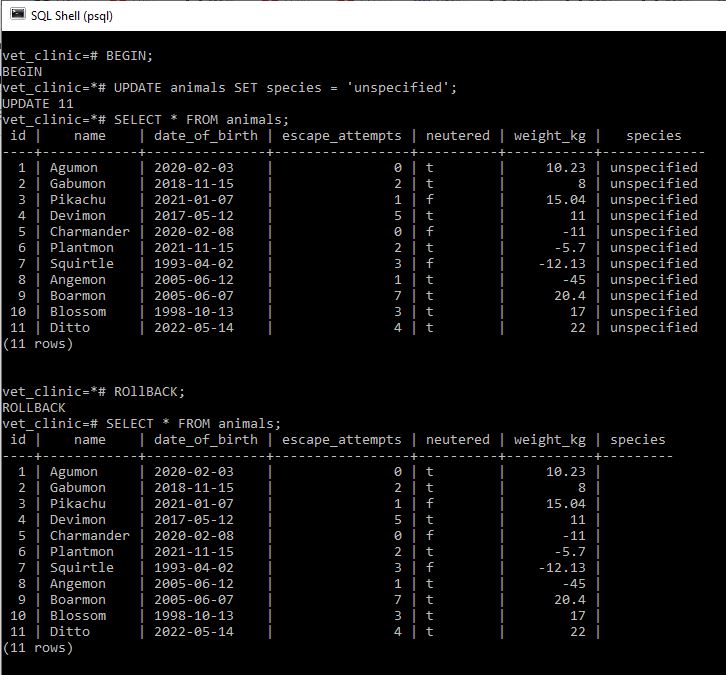 SQL Shell (psql)
vet_clinic=# BEGIN;
BEGIN
vet_clinic=*# UPDATE animals SET species = 'unspecified';
UPDATE 11
vet_clinic=*# SELECT * FROM animals;
 id |    name    | date_of_birth | escape_attempts | neutered | weight_kg |   species
----+------------+---------------+-----------------+----------+-----------+-------------
  1 | Agumon     | 2020-02-03    |               0 | t        |     10.23 | unspecified
  2 | Gabumon    | 2018-11-15    |               2 | t        |         8 | unspecified
  3 | Pikachu    | 2021-01-07    |               1 | f        |     15.04 | unspecified
  4 | Devimon    | 2017-05-12    |               5 | t        |        11 | unspecified
  5 | Charmander | 2020-02-08    |               0 | f        |       -11 | unspecified
  6 | Plantmon   | 2021-11-15    |               2 | t        |      -5.7 | unspecified
  7 | Squirtle   | 1993-04-02    |               3 | f        |    -12.13 | unspecified
  8 | Angemon    | 2005-06-12    |               1 | t        |       -45 | unspecified
  9 | Boarmon    | 2005-06-07    |               7 | t        |      20.4 | unspecified
 10 | Blossom    | 1998-10-13    |               3 | t        |        17 | unspecified
 11 | Ditto      | 2022-05-14    |               4 | t        |        22 | unspecified
(11 rows)
vet_clinic=*# ROllBACK;
ROLLBACK
vet_clinic=# SELECT * FROM animals;
 id |    name    | date_of_birth | escape_attempts | neutered | weight_kg | species
----+------------+---------------+-----------------+----------+-----------+---------
  1 | Agumon     | 2020-02-03    |               0 | t        |     10.23 |
  2 | Gabumon    | 2018-11-15    |               2 | t        |         8 |
  3 | Pikachu    | 2021-01-07    |               1 | f        |     15.04 |
  4 | Devimon    | 2017-05-12    |               5 | t        |        11 |
  5 | Charmander | 2020-02-08    |               0 | f        |       -11 |
  6 | Plantmon   | 2021-11-15    |               2 | t        |      -5.7 |
  7 | Squirtle   | 1993-04-02    |               3 | f        |    -12.13 |
  8 | Angemon    | 2005-06-12    |               1 | t        |       -45 |
  9 | Boarmon    | 2005-06-07    |               7 | t        |      20.4 |
 10 | Blossom    | 1998-10-13    |               3 | t        |        17 |
 11 | Ditto      | 2022-05-14    |               4 | t        |        22 |
(11 rows)